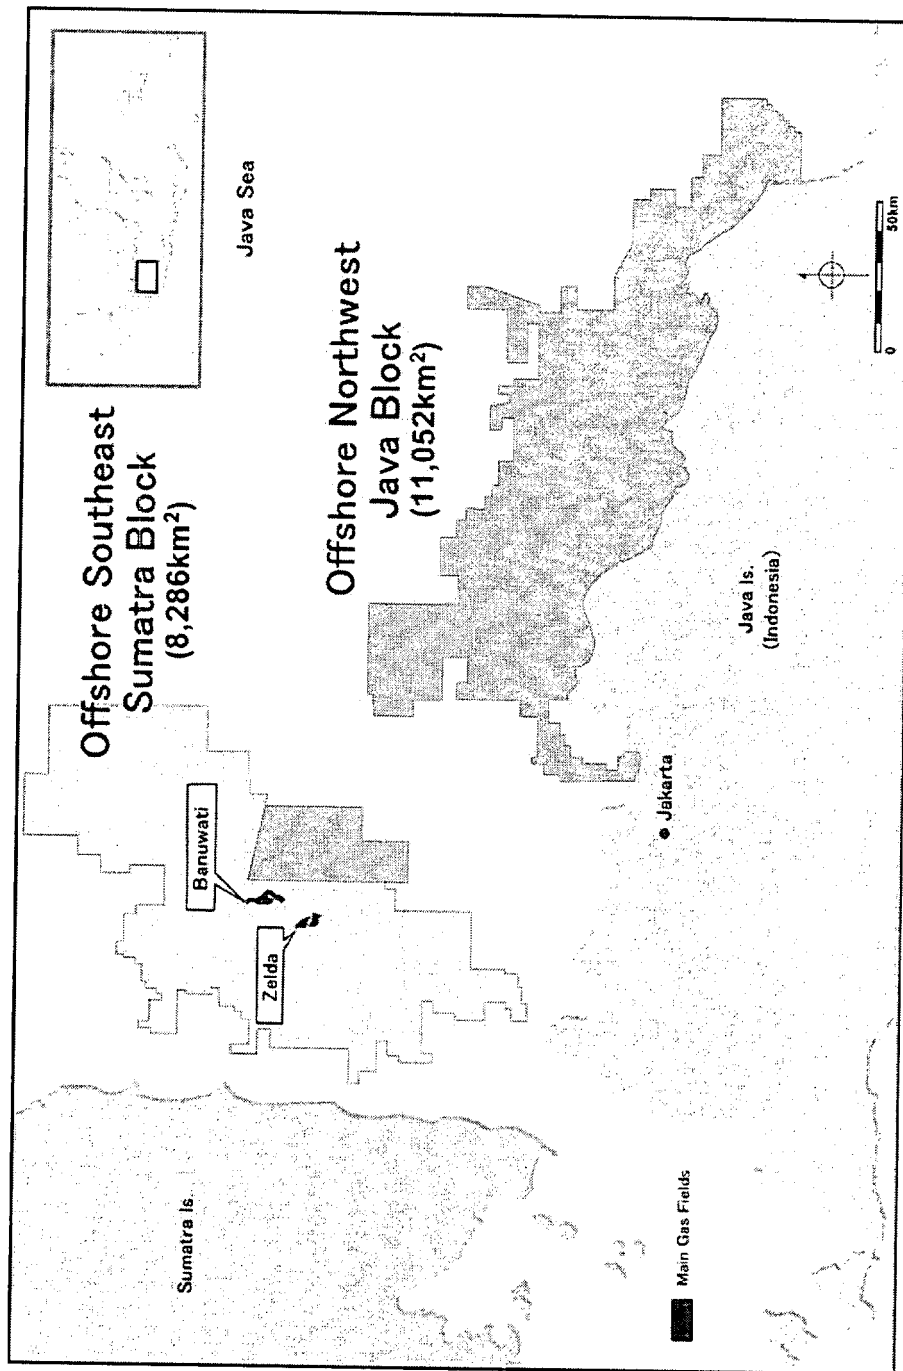 Offshore Southeast
Sumatra Block
(8,286km²)
Java Sea
Offshore Northwest
Java Block
(11,052km²)
Banuwati
Zelda
Sumatra Is.
Jakarta
Java Is.
(Indonesia)
Main Gas Fields
0
50km